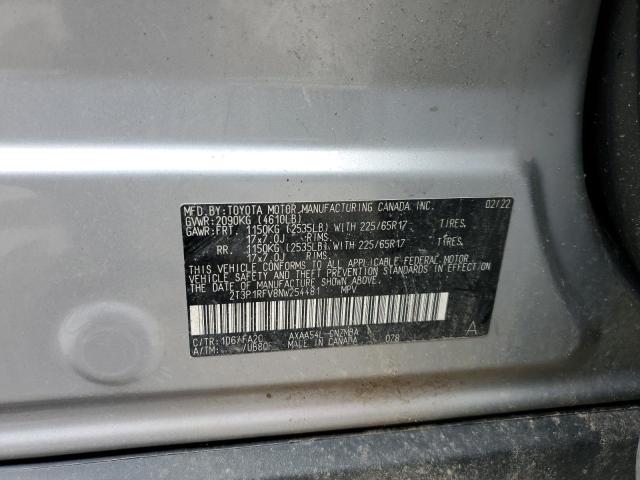 MFD. BY: TOYOTA MOTOR MANUFACTURING CANADA INC. 02/22
GVWR: 2090KG (4610LB)
GAWR: FRT. 1150KG (2535LB) WITH 225/65R17 TIRES,
17x7.0J RIMS,
RR. 1150KG (2535LB) WITH 225/65R17 TIRES,
17x7.0J RIMS,
THIS VEHICLE CONFORMS TO ALL APPLICABLE FEDERAL MOTOR
VEHICLE SAFETY AND THEFT PREVENTION STANDARDS IN EFFECT ON
THE DATE OF MANUFACTURE SHOWN ABOVE.
2T3P1RFV8NW254481 MPV
C/TR: FA20 AXAA54L- A
A/TM: MADE IN CANADA 028